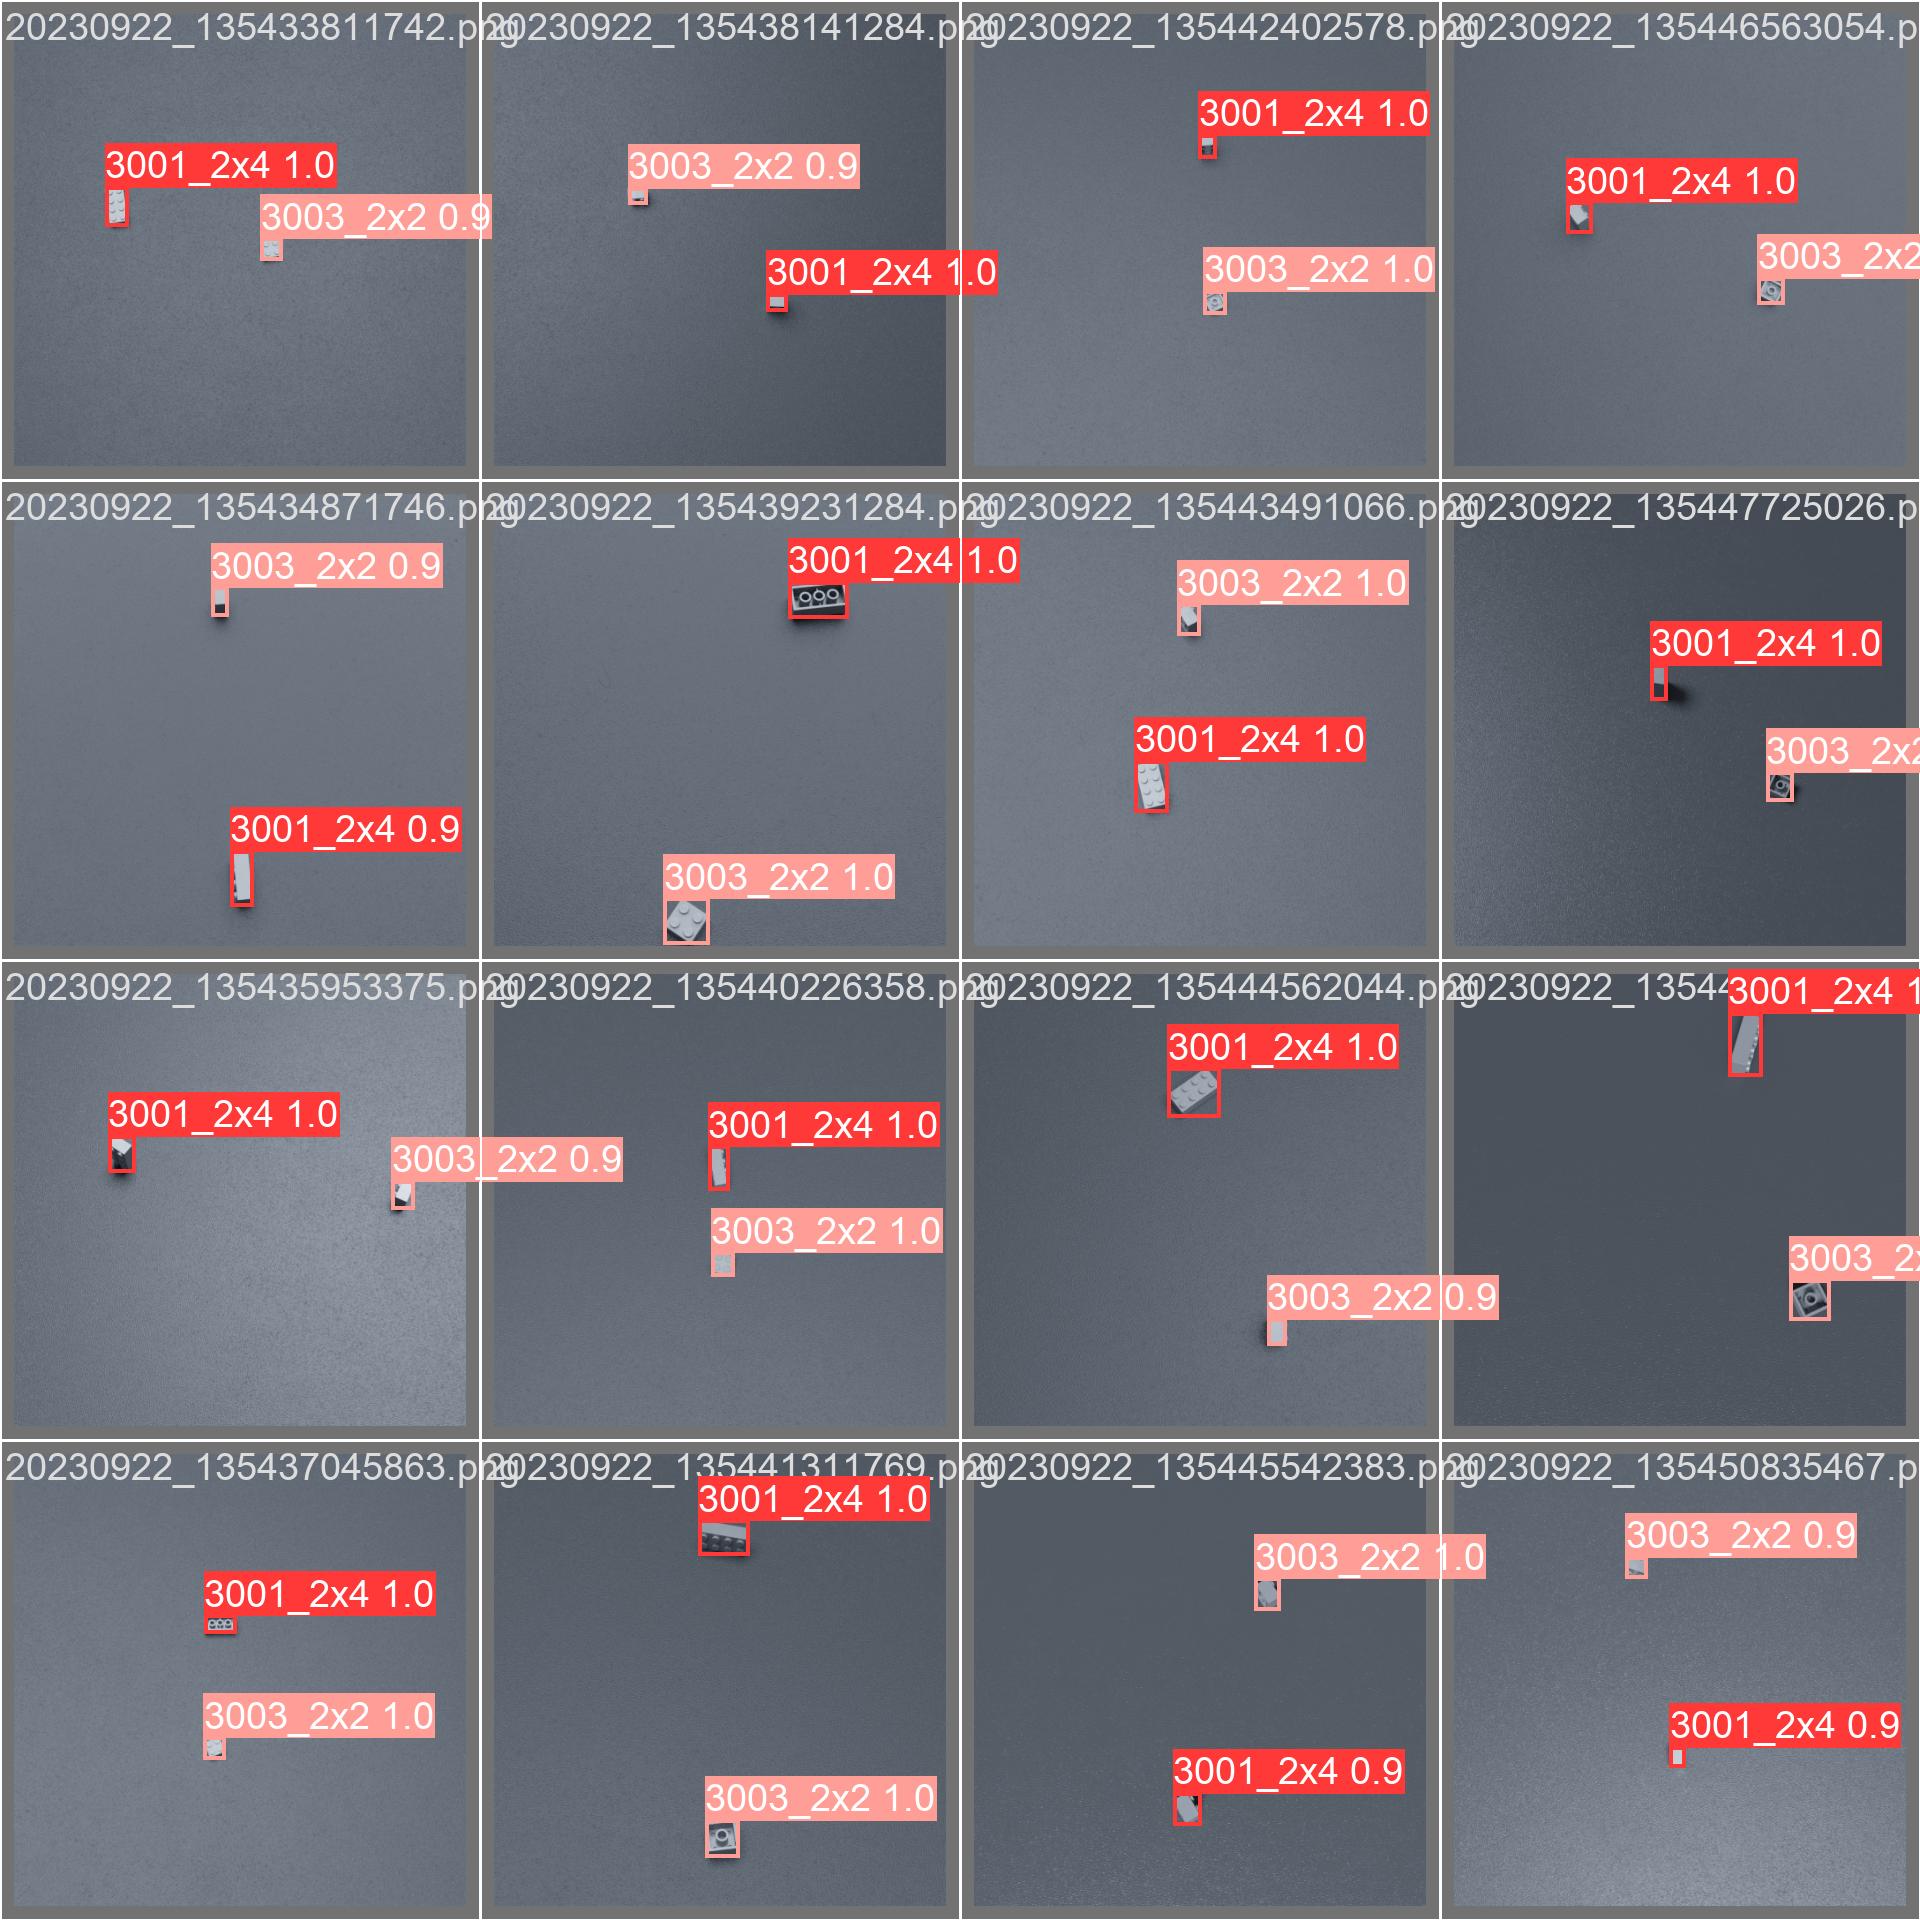 20230922_135433811742.png
3001_2x4 1.0
3003_2x2 0.9
20230922_135438141284.png
3003_2x2 0.9
3001_2x4 1.0
20230922_135442402578.png
3001_2x4 1.0
3003_2x2 1.0
20230922_135446563054.p
3001_2x4 1.0
3003_2x2
20230922_135434871746.png
3003_2x2 0.9
3001_2x4 0.9
20230922_135439231284.png
3001_2x4 1.0
3003_2x2 1.0
20230922_135443491066.png
3003_2x2 1.0
3001_2x4 1.0
20230922_135447725026.p
3001_2x4 1.0
3003_2x2
20230922_135435953375.png
3001_2x4 1.0
3003_2x2 0.9
20230922_135440226358.png
3001_2x4 1.0
3003_2x2 1.0
20230922_135444562044.png
3001_2x4 1.0
3003_2x2 0.9
20230922_1354
3001_2x4 1
3003_2x
20230922_135437045863.png
3001_2x4 1.0
3003_2x2 1.0
20230922_135441311769.png
3001_2x4 1.0
3003_2x2 1.0
20230922_135445542383.png
3003_2x2 1.0
3001_2x4 0.9
20230922_135450835467.p
3003_2x2 0.9
3001_2x4 0.9